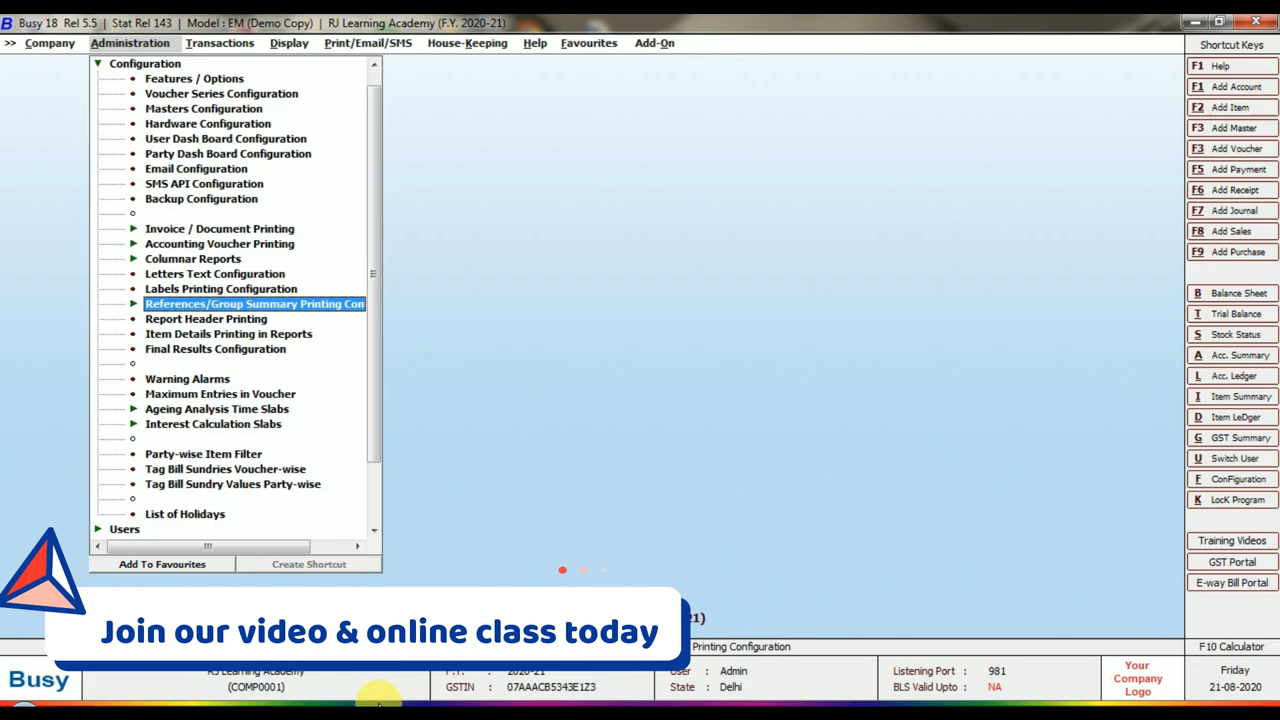 Busy 18 Rel 5.5 | Stat Rel 143 | Model : EM (Demo Copy) | RJ Learning Academy (F.Y. 2020-21)
>> Company Administration Transactions Display Print/Email/SMS House-Keeping Help Favourites Add-On
Shortcut Keys
Configuration
Features / Options
Voucher Series Configuration
Masters Configuration
Hardware Configuration
User Dash Board Configuration
Party Dash Board Configuration
Email Configuration
SMS API Configuration
Backup Configuration
Invoice / Document Printing
Accounting Voucher Printing
Columnar Reports
Letters Text Configuration
Labels Printing Configuration
References/Group Summary Printing Con
Report Header Printing
Item Details Printing in Reports
Final Results Configuration
Warning Alarms
Maximum Entries in Voucher
Ageing Analysis Time Slabs
Interest Calculation Slabs
Party-wise Item Filter
Tag Bill Sundries Voucher-wise
Tag Bill Sundry Values Party-wise
List of Holidays
Users
Add To Favourites Create Shortcut
F1 Help
F1 Add Account
F2 Add Item
F3 Add Master
F3 Add Voucher
F5 Add Payment
F6 Add Receipt
F7 Add Journal
F8 Add Sales
F9 Add Purchase
B Balance Sheet
T Trial Balance
S Stock Status
A Acc. Summary
L Acc. Ledger
I Item Summary
D Item LeDger
G GST Summary
U Switch User
F ConFiguration
K LocK Program
Training Videos
GST Portal
E-way Bill Portal
21)
Join our video & online class today
Printing Configuration
F10 Calculator
Busy
RJ Learning Academy
(COMP0001)
F.Y. : 2020-21
GSTIN : 07AAACB5343E1Z3
User : Admin
State : Delhi
Listening Port : 981
BLS Valid Upto : NA
Your
Company
Logo
Friday
21-08-2020